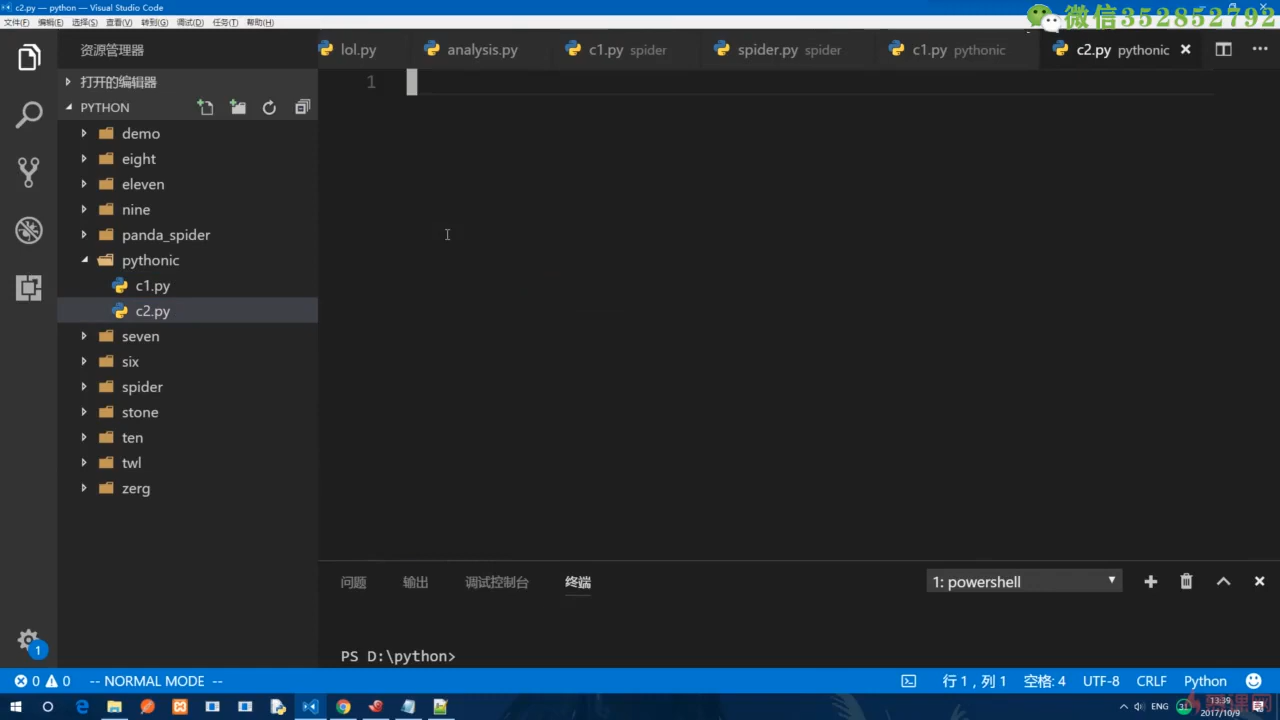 c2.py — python — Visual Studio Code
文件(F) 编辑(E) 选择(S) 查看(V) 转到(G) 调试(D) 任务(T) 帮助(H)
微信352852792
资源管理器
lol.py analysis.py c1.py spider spider.py spider c1.py pythonic c2.py pythonic
打开的编辑器
1
PYTHON
demo
eight
eleven
nine
panda_spider
pythonic
c1.py
c2.py
seven
six
spider
stone
ten
twl
zerg
问题 输出 调试控制台 终端 1: powershell
PS D:\python>
1
0 0 -- NORMAL MODE -- 行 1，列 1 空格: 4 UTF-8 CRLF Python
ENG 31 13:39
2017/10/9